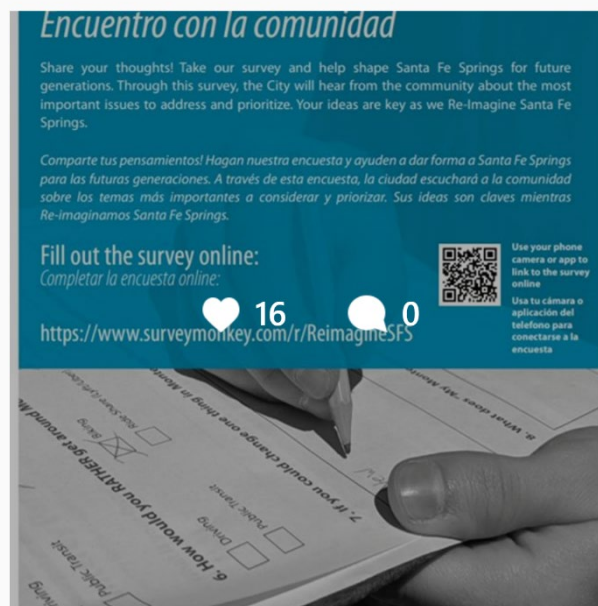 Encuentro con la comunidad
Share your thoughts! Take our survey and help shape Santa Fe Springs for future
generations. Through this survey, the City will hear from the community about the most
important issues to address and prioritize. Your ideas are key as we Re-Imagine Santa Fe
Springs.
Comparte tus pensamientos! Hagan nuestra encuesta y ayuden a dar forma a Santa Fe Springs
para las futuras generaciones. A través de esta encuesta, la ciudad escuchará a la comunidad
sobre los temas más importantes a considerar y priorizar. Sus ideas son claves mientras
Re-imaginamos Santa Fe Springs.
Fill out the survey online:
Completar la encuesta online:
https://www.surveymonkey.com/r/ReimagineSFS
Use your phone
camera or app to
link to the survey
online
Usa tu cámara o
aplicación del
telefono para
conectarse a la
encuesta
16
0
Biking
6. How would you RATHER get around
Public Transit
Driving
Driving
Public Transit
7. If you could change one thing in
8. What does "My